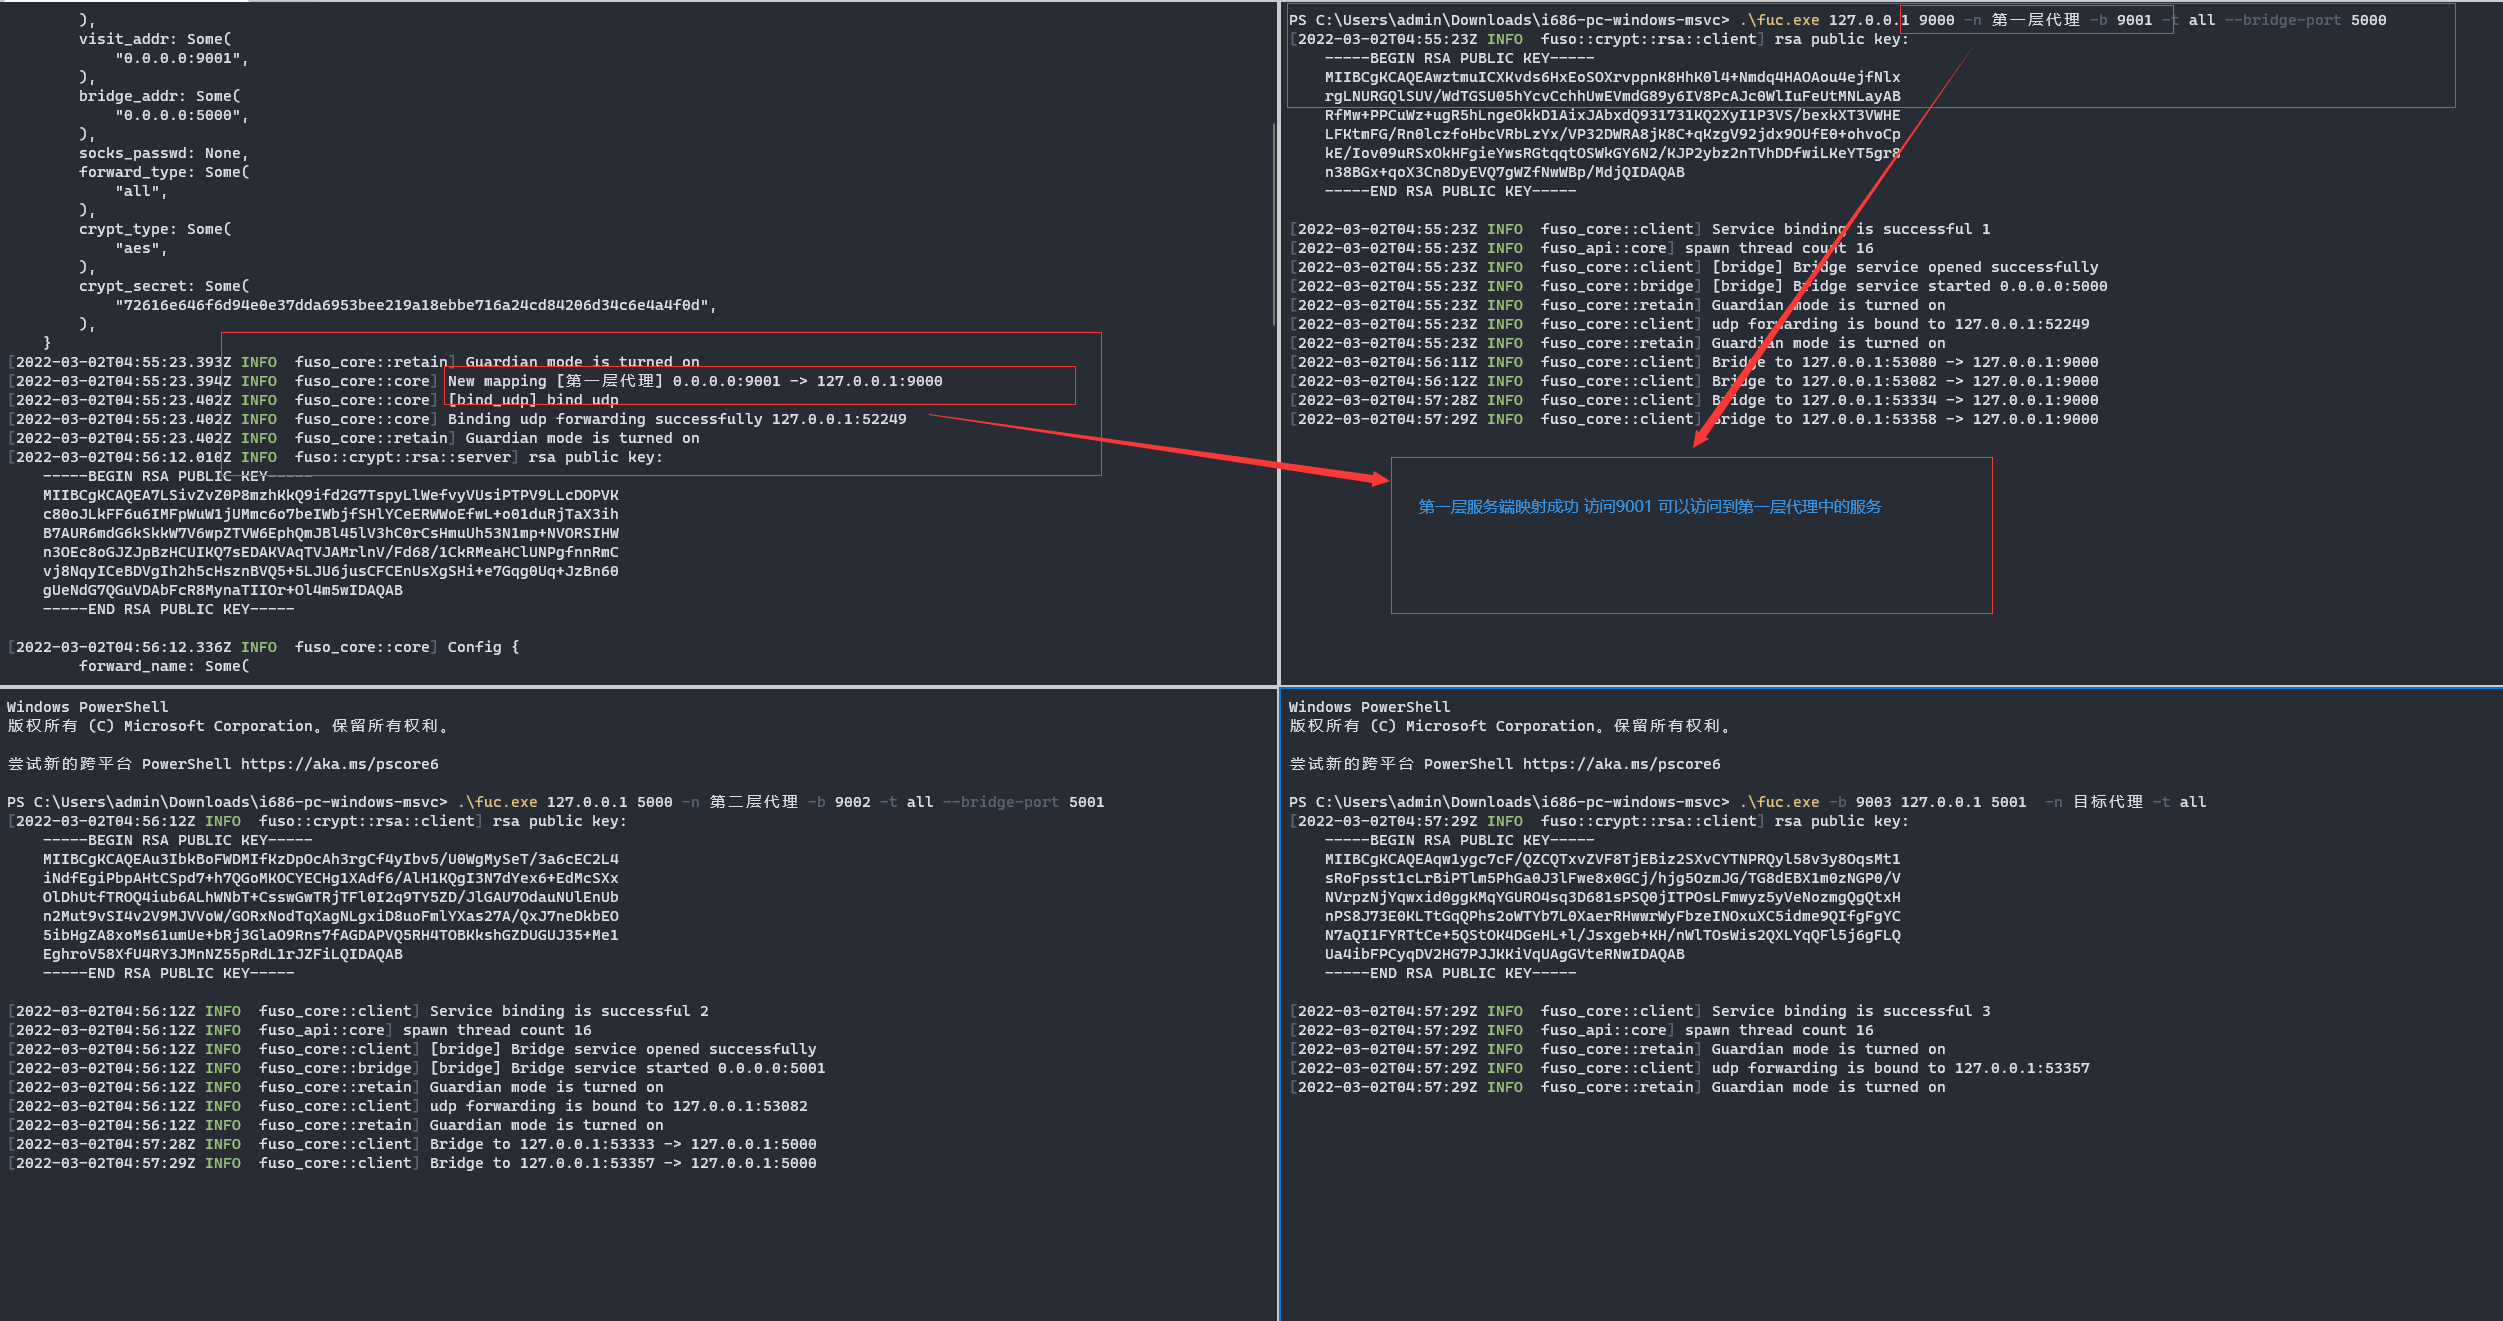 ),
visit_addr: Some(
"0.0.0.0:9001",
),
bridge_addr: Some(
"0.0.0.0:5000",
),
socks_passwd: None,
forward_type: Some(
"all",
),
crypt_type: Some(
"aes",
),
crypt_secret: Some(
"72616e646f6d94e0e37dda6953bee219a18ebbe716a24cd84206d34c6e4a4f0d",
),
}
[2022-03-02T04:55:23.393Z INFO  fuso_core::retain] Guardian mode is turned on
[2022-03-02T04:55:23.394Z INFO  fuso_core::core] New mapping [第一层代理] 0.0.0.0:9001 -> 127.0.0.1:9000
[2022-03-02T04:55:23.402Z INFO  fuso_core::core] [bind_udp] bind udp
[2022-03-02T04:55:23.402Z INFO  fuso_core::core] Binding udp forwarding successfully 127.0.0.1:52249
[2022-03-02T04:55:23.402Z INFO  fuso_core::retain] Guardian mode is turned on
[2022-03-02T04:56:12.010Z INFO  fuso::crypt::rsa::server] rsa public key:
-----BEGIN RSA PUBLIC KEY-----
MIIBCgKCAQEA7LSivZvZ0P8mzhKkQ9ifd2G7TspyLlWefvyVUsiPTPV9LLcDOPVK
c80oJLkFF6u6IMFpWuW1jUMmc6o7beIWbjfSHlYCeERWWoEfwL+o01duRjTaX3ih
B7AUR6mdG6kSkkW7V6wpZTVW6EphQmJBl45lV3hC0rCsHmuUh53N1mp+NVORSIHW
n3OEc8oGJZJpBzHCUIKQ7sEDAKVAqTVJAMrlnV/Fd68/1CkRMeaHClUNPgfnnRmC
vj8NqyICeBDVgIh2h5cHsznBVQ5+5LJU6jusCFCEnUsXgSHi+e7Gqg0Uq+JzBn60
gUeNdG7QGuVDAbFcR8MynaTIIOr+Ol4m5wIDAQAB
-----END RSA PUBLIC KEY-----
[2022-03-02T04:56:12.336Z INFO  fuso_core::core] Config {
forward_name: Some(
PS C:\Users\admin\Downloads\i686-pc-windows-msvc> .\fuc.exe 127.0.0.1 9000 -n 第一层代理 -b 9001 -t all --bridge-port 5000
[2022-03-02T04:55:23Z INFO  fuso::crypt::rsa::client] rsa public key:
-----BEGIN RSA PUBLIC KEY-----
MIIBCgKCAQEAwztmuICXKvds6HxEoSOXrvppnK8HhK0l4+Nmdq4HAOAou4ejfNlx
rgLNURGQlSUV/WdTGSU05hYcvCchhUwEVmdG89y6IV8PcAJc0WlIuFeUtMNLayAB
RfMw+PPCuWz+ugR5hLngeOkkD1AixJAbxdQ931731KQ2XyI1P3VS/bexkXT3VWHE
LFKtmFG/Rn0lczfoHbcVRbLzYx/VP32DWRA8jK8C+qKzgV92jdx9OUfE0+ohvoCp
kE/Iov09uRSxOkHFgieYwsRGtqqtOSWkGY6N2/KJP2ybz2nTVhDDfwiLKeYT5gr8
n38BGx+qoX3Cn8DyEVQ7gWZfNwWBp/MdjQIDAQAB
-----END RSA PUBLIC KEY-----
[2022-03-02T04:55:23Z INFO  fuso_core::client] Service binding is successful 1
[2022-03-02T04:55:23Z INFO  fuso_api::core] spawn thread count 16
[2022-03-02T04:55:23Z INFO  fuso_core::client] [bridge] Bridge service opened successfully
[2022-03-02T04:55:23Z INFO  fuso_core::bridge] [bridge] Bridge service started 0.0.0.0:5000
[2022-03-02T04:55:23Z INFO  fuso_core::retain] Guardian mode is turned on
[2022-03-02T04:55:23Z INFO  fuso_core::client] udp forwarding is bound to 127.0.0.1:52249
[2022-03-02T04:55:23Z INFO  fuso_core::retain] Guardian mode is turned on
[2022-03-02T04:56:11Z INFO  fuso_core::client] Bridge to 127.0.0.1:53080 -> 127.0.0.1:9000
[2022-03-02T04:56:12Z INFO  fuso_core::client] Bridge to 127.0.0.1:53082 -> 127.0.0.1:9000
[2022-03-02T04:57:28Z INFO  fuso_core::client] Bridge to 127.0.0.1:53334 -> 127.0.0.1:9000
[2022-03-02T04:57:29Z INFO  fuso_core::client] Bridge to 127.0.0.1:53358 -> 127.0.0.1:9000
第一层服务端映射成功 访问9001 可以访问到第一层代理中的服务
Windows PowerShell
版权所有 (C) Microsoft Corporation。保留所有权利。
尝试新的跨平台 PowerShell https://aka.ms/pscore6
PS C:\Users\admin\Downloads\i686-pc-windows-msvc> .\fuc.exe 127.0.0.1 5000 -n 第二层代理 -b 9002 -t all --bridge-port 5001
[2022-03-02T04:56:12Z INFO  fuso::crypt::rsa::client] rsa public key:
-----BEGIN RSA PUBLIC KEY-----
MIIBCgKCAQEAu3IbkBoFWDMIfKzDpOcAh3rgCf4yIbv5/U0WgMySeT/3a6cEC2L4
iNdfEgiPbpAHtCSpd7+h7QGoMKOCYECHg1XAdf6/AlH1KQgI3N7dYex6+EdMcSXx
OlDhUtfTROQ4iub6ALhWNbT+CsswGwTRjTFl0I2q9TY5ZD/JlGAU7OdauNUlEnUb
n2Mut9vSI4v2V9MJVVoW/GORxNodTqXagNLgxiD8uoFmlYXas27A/QxJ7neDkbEO
5ibHgZA8xoMs61umUe+bRj3GlaO9Rns7fAGDAPVQ5RH4TOBKkshGZDUGUJ35+Me1
EghroV58XfU4RY3JMnNZ55pRdL1rJZFiLQIDAQAB
-----END RSA PUBLIC KEY-----
[2022-03-02T04:56:12Z INFO  fuso_core::client] Service binding is successful 2
[2022-03-02T04:56:12Z INFO  fuso_api::core] spawn thread count 16
[2022-03-02T04:56:12Z INFO  fuso_core::client] [bridge] Bridge service opened successfully
[2022-03-02T04:56:12Z INFO  fuso_core::bridge] [bridge] Bridge service started 0.0.0.0:5001
[2022-03-02T04:56:12Z INFO  fuso_core::retain] Guardian mode is turned on
[2022-03-02T04:56:12Z INFO  fuso_core::client] udp forwarding is bound to 127.0.0.1:53082
[2022-03-02T04:56:12Z INFO  fuso_core::retain] Guardian mode is turned on
[2022-03-02T04:57:28Z INFO  fuso_core::client] Bridge to 127.0.0.1:53333 -> 127.0.0.1:5000
[2022-03-02T04:57:29Z INFO  fuso_core::client] Bridge to 127.0.0.1:53357 -> 127.0.0.1:5000
Windows PowerShell
版权所有 (C) Microsoft Corporation。保留所有权利。
尝试新的跨平台 PowerShell https://aka.ms/pscore6
PS C:\Users\admin\Downloads\i686-pc-windows-msvc> .\fuc.exe -b 9003 127.0.0.1 5001  -n 目标代理 -t all
[2022-03-02T04:57:29Z INFO  fuso::crypt::rsa::client] rsa public key:
-----BEGIN RSA PUBLIC KEY-----
MIIBCgKCAQEAqw1ygc7cF/QZCQTxvZVF8TjEBiz2SXvCYTNPRQyl58v3y8OqsMt1
sRoFpsst1cLrBiPTlm5PhGa0J3lFwe8x0GCj/hjg5OzmJG/TG8dEBX1m0zNGP0/V
NVrpzNjYqwxid0ggKMqYGURO4sq3D681sPSQ0jITPOsLFmwyz5yVeNozmgQgQtxH
nPS8J73E0KLTtGqQPhs2oWTYb7L0XaerRHwwrWyFbzeINOxuXC5idme9QIfgFgYC
N7aQI1FYRTtCe+5QStOK4DGeHL+l/Jsxgeb+KH/nWlTOsWis2QXLYqQFl5j6gFLQ
Ua4ibFPCyqDV2HG7PJJKKiVqUAgGVteRNwIDAQAB
-----END RSA PUBLIC KEY-----
[2022-03-02T04:57:29Z INFO  fuso_core::client] Service binding is successful 3
[2022-03-02T04:57:29Z INFO  fuso_api::core] spawn thread count 16
[2022-03-02T04:57:29Z INFO  fuso_core::retain] Guardian mode is turned on
[2022-03-02T04:57:29Z INFO  fuso_core::client] udp forwarding is bound to 127.0.0.1:53357
[2022-03-02T04:57:29Z INFO  fuso_core::retain] Guardian mode is turned on